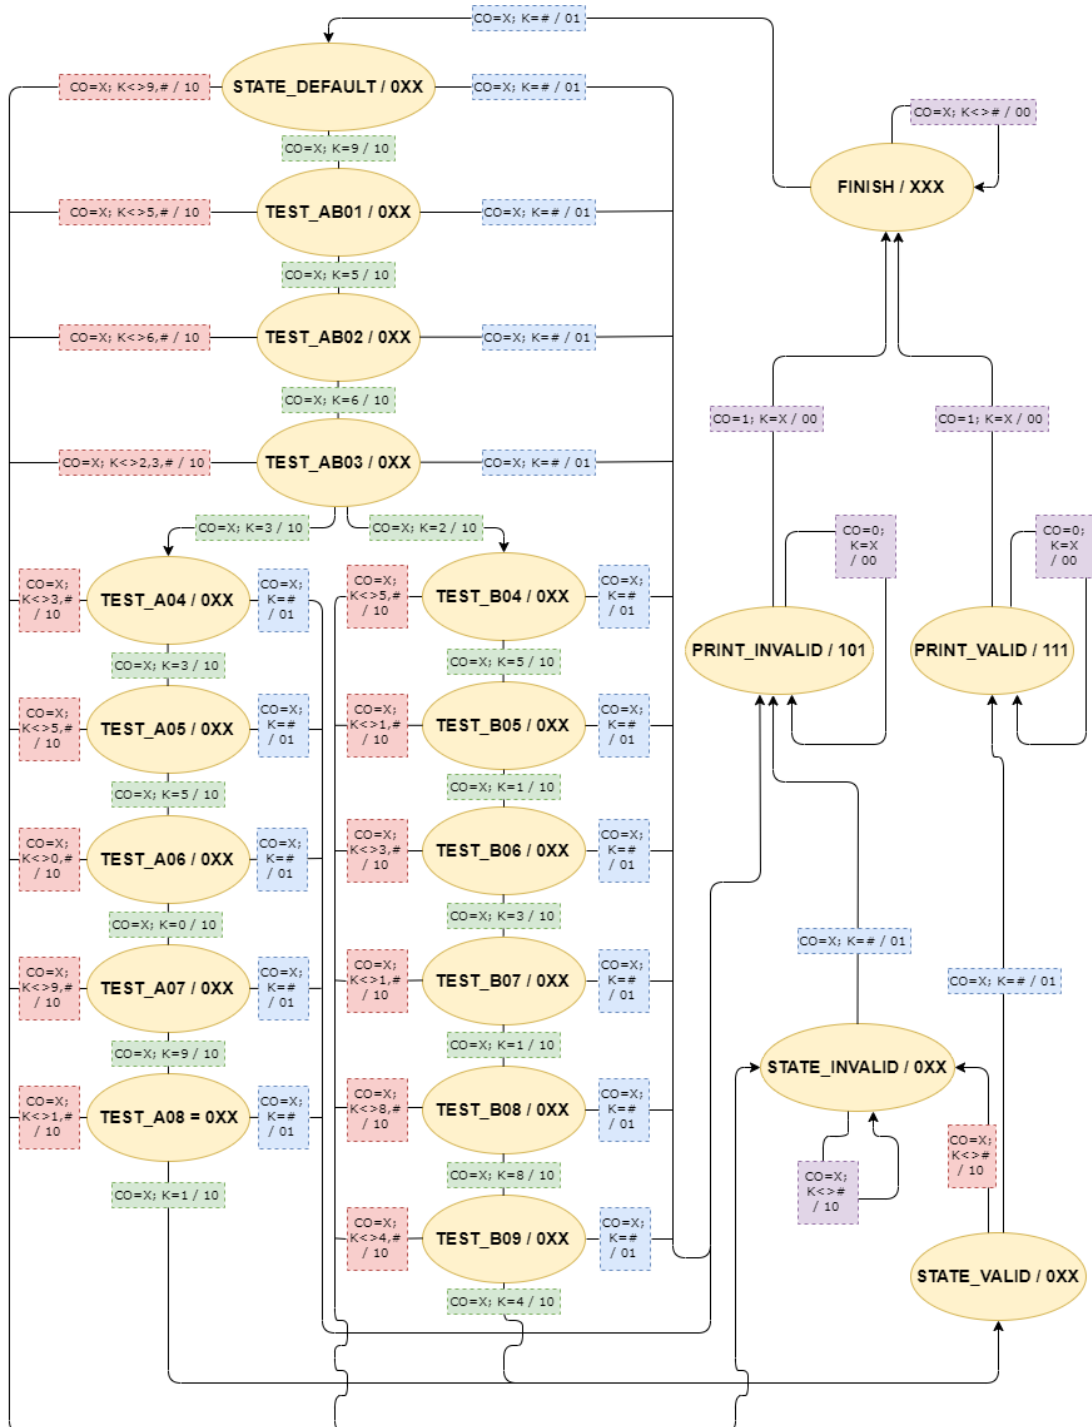 CO=X; K=# / 01
CO=X; K<>9,# / 10
STATE_DEFAULT / 0XX
CO=X; K=# / 01
CO=X; K<># / 00
CO=X; K=9 / 10
FINISH / XXX
CO=X; K<>5,# / 10
TEST_AB01 / 0XX
CO=X; K=# / 01
CO=X; K=5 / 10
CO=X; K<>6,# / 10
TEST_AB02 / 0XX
CO=X; K=# / 01
CO=X; K=6 / 10
CO=1; K=X / 00
CO=1; K=X / 00
CO=X; K<>2,3,# / 10
TEST_AB03 / 0XX
CO=X; K=# / 01
CO=X; K=3 / 10
CO=X; K=2 / 10
CO=0;
K=X
/ 00
CO=0;
K=X
/ 00
CO=X;
K<>3,#
/ 10
TEST_A04 / 0XX
CO=X;
K=#
/ 01
CO=X;
K<>5,#
/ 10
TEST_B04 / 0XX
CO=X;
K=#
/ 01
PRINT_INVALID / 101
PRINT_VALID / 111
CO=X; K=3 / 10
CO=X; K=5 / 10
CO=X;
K<>5,#
/ 10
TEST_A05 / 0XX
CO=X;
K=#
/ 01
CO=X;
K<>1,#
/ 10
TEST_B05 / 0XX
CO=X;
K=#
/ 01
CO=X; K=5 / 10
CO=X; K=1 / 10
CO=X;
K<>0,#
/ 10
TEST_A06 / 0XX
CO=X;
K=#
/ 01
CO=X;
K<>3,#
/ 10
TEST_B06 / 0XX
CO=X;
K=#
/ 01
CO=X; K=0 / 10
CO=X; K=3 / 10
CO=X; K=# / 01
CO=X;
K<>9,#
/ 10
TEST_A07 / 0XX
CO=X;
K=#
/ 01
CO=X;
K<>1,#
/ 10
TEST_B07 / 0XX
CO=X;
K=#
/ 01
CO=X; K=# / 01
CO=X; K=9 / 10
CO=X; K=1 / 10
STATE_INVALID / 0XX
CO=X;
K<>1,#
/ 10
TEST_A08 = 0XX
CO=X;
K=#
/ 01
CO=X;
K<>8,#
/ 10
TEST_B08 / 0XX
CO=X;
K=#
/ 01
CO=X;
K<>#
/ 10
CO=X; K=1 / 10
CO=X; K=8 / 10
CO=X;
K<>#
/ 10
CO=X;
K<>4,#
/ 10
TEST_B09 / 0XX
CO=X;
K=#
/ 01
STATE_VALID / 0XX
CO=X; K=4 / 10